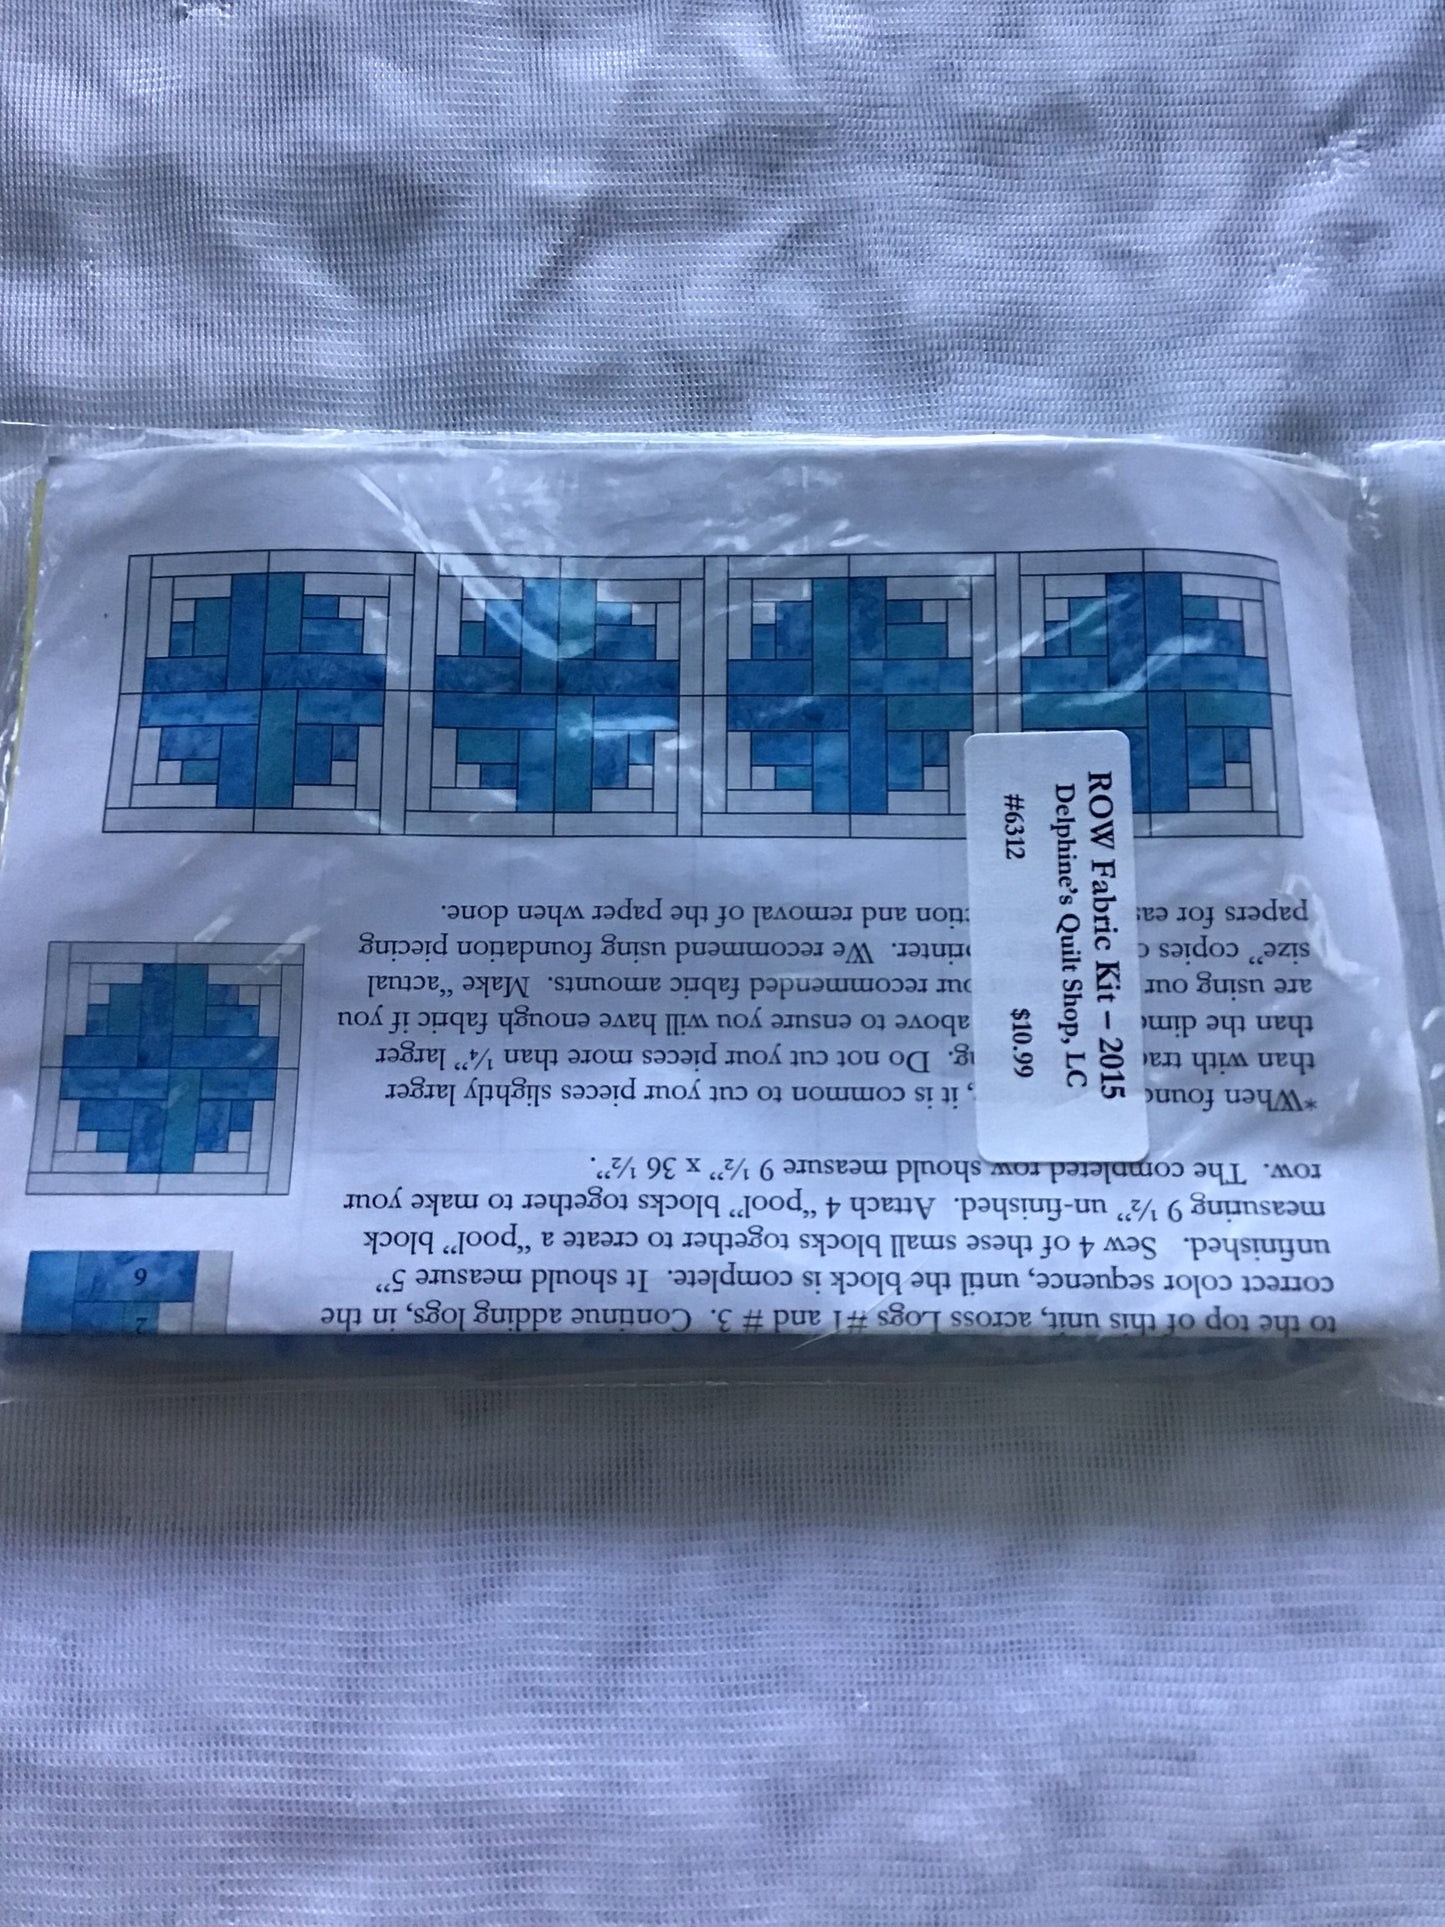 to the top of this unit, across Logs #1 and # 3. Continue adding logs, in the
correct color sequence, until the block is complete. It should measure 5"
unfinished. Sew 4 of these small blocks together to create a "pool" block
measuring 9 ½" un-finished. Attach 4 "pool" blocks together to make your
row. The completed row should measure 9 ½" x 36 ½".
*When , it is common to cut your pieces slightly larger
than with Do not cut your pieces more than ¼" larger
than the above to ensure you will have enough fabric if you
are using our recommended fabric amounts. Make "actual
size" copies printer. We recommend using foundation piecing
papers for and removal of the paper when done.
2
6
ROW Fabric Kit – 2015
Delphine's Quilt Shop, LC
#6312 $10.99